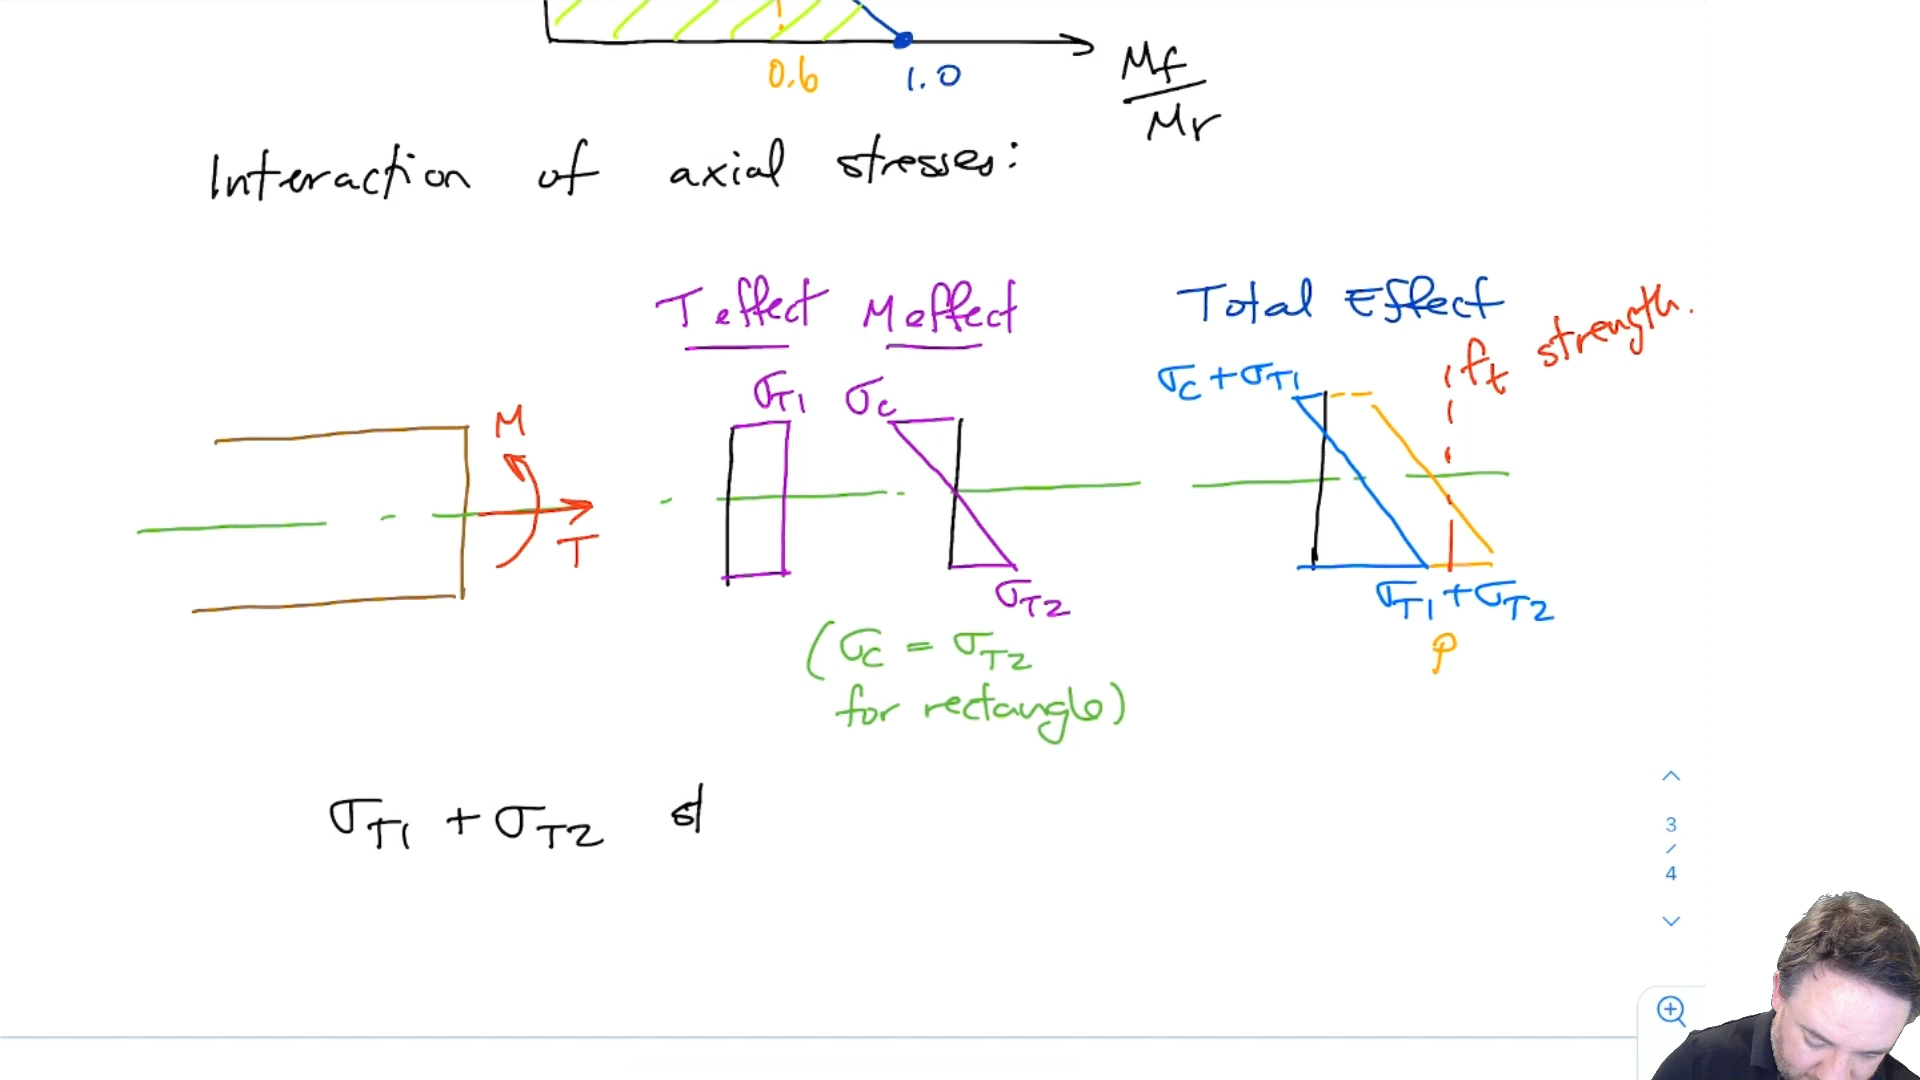 0.6 1.0 Mf
Mr
Interaction of axial stresses:
T effect M effect Total Effect
ft strength.
σT1 σc σc + σT1
M
T
σT2 σT1 + σT2
(σc = σT2
for rectangle)
σT1 + σT2
3
/
4